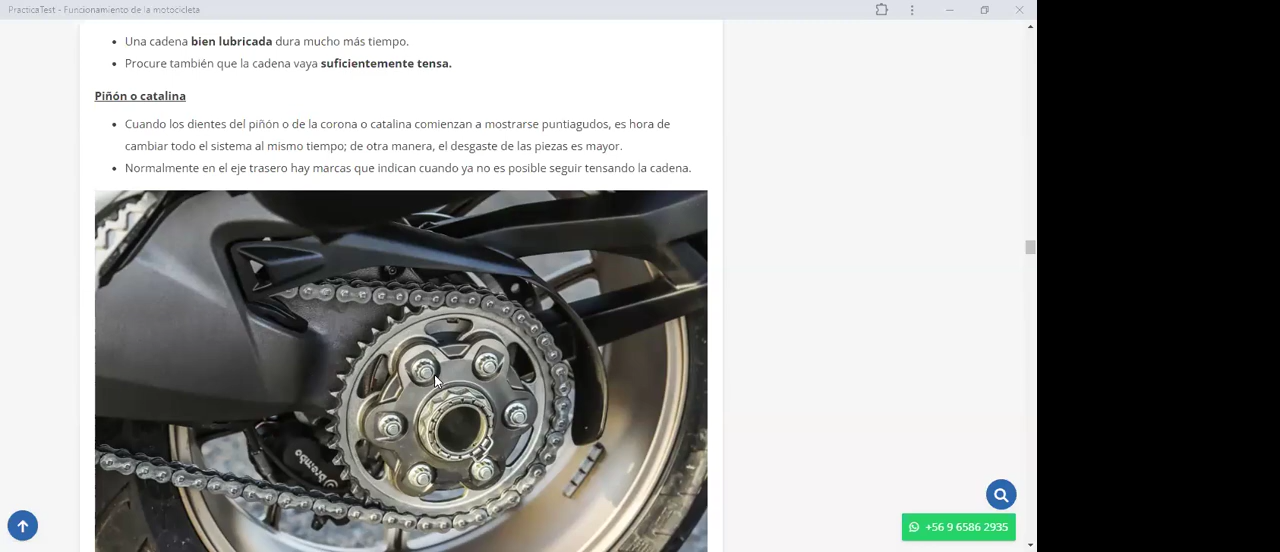 PracticaTest - Funcionamiento de la motocicleta
Una cadena bien lubricada dura mucho más tiempo.
Procure también que la cadena vaya suficientemente tensa.
Piñón o catalina
Cuando los dientes del piñón o de la corona o catalina comienzan a mostrarse puntiagudos, es hora de
cambiar todo el sistema al mismo tiempo; de otra manera, el desgaste de las piezas es mayor.
Normalmente en el eje trasero hay marcas que indican cuando ya no es posible seguir tensando la cadena.
brembo
+56 9 6586 2935